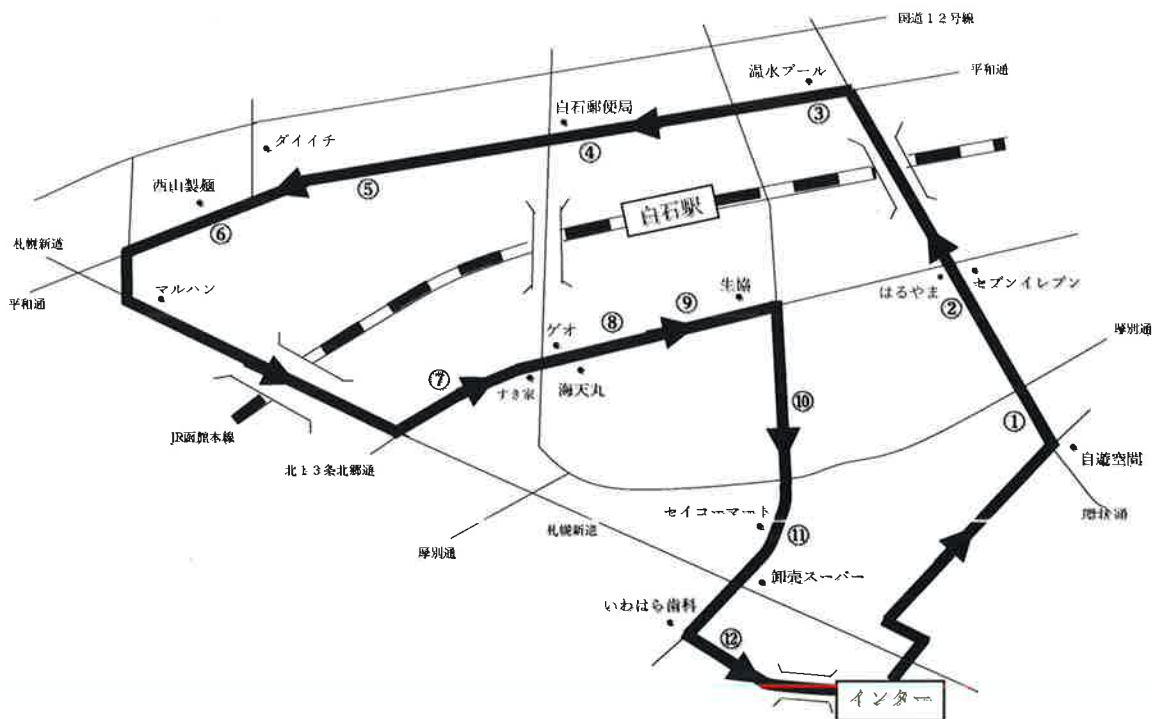 国道１２号線
温水プール
平和通
③
白石郵便局
④
ダイイチ
⑤
西山製麺
⑥
白石駅
札幌新道
平和通
マルハン
生協
はるやま
セブンイレブン
②
⑨
⑧
ゲオ
厚別通
⑦
すき家
海天丸
⑩
①
JR函館本線
自遊空間
北１３条北郷通
環状通
セイコーマート
札幌新道
⑪
厚別通
卸売スーパー
いわはら歯科
⑫
インター